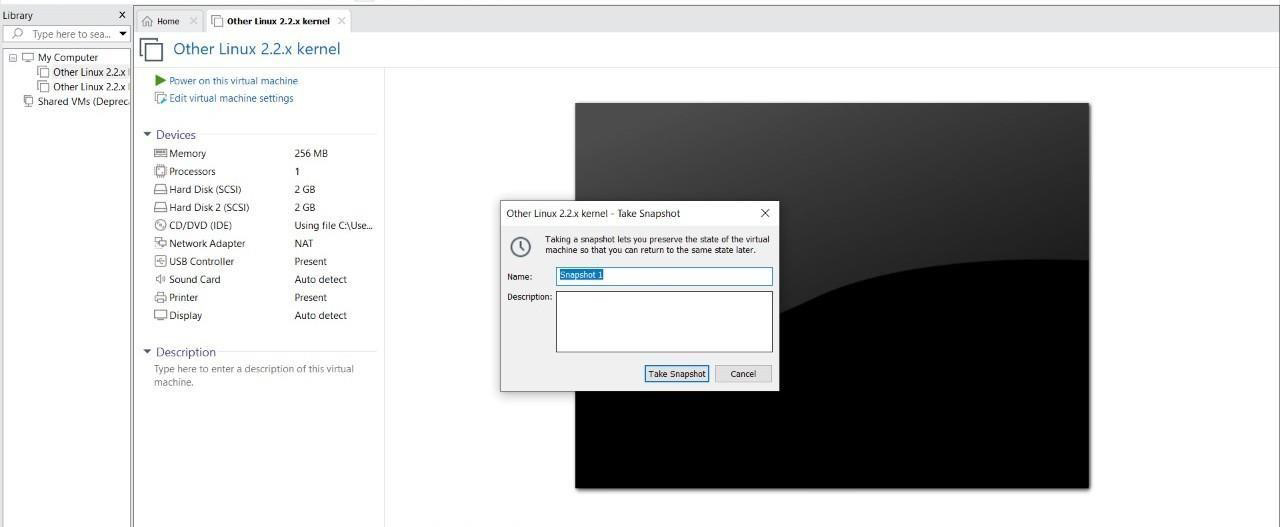 Library X
Type here to sea...
My Computer
Other Linux 2.2.x
Other Linux 2.2.x
Shared VMs (Deprec
Home
Other Linux 2.2.x kernel
Other Linux 2.2.x kernel
Power on this virtual machine
Edit virtual machine settings
Devices
Memory 256 MB
Processors 1
Hard Disk (SCSI) 2 GB
Hard Disk 2 (SCSI) 2 GB
CD/DVD (IDE) Using file C:\Use...
Network Adapter NAT
USB Controller Present
Sound Card Auto detect
Printer Present
Display Auto detect
Description
Type here to enter a description of this virtual
machine.
Other Linux 2.2.x kernel - Take Snapshot
Taking a snapshot lets you preserve the state of the virtual
machine so that you can return to the same state later.
Name: Snapshot 1
Description:
Take Snapshot Cancel